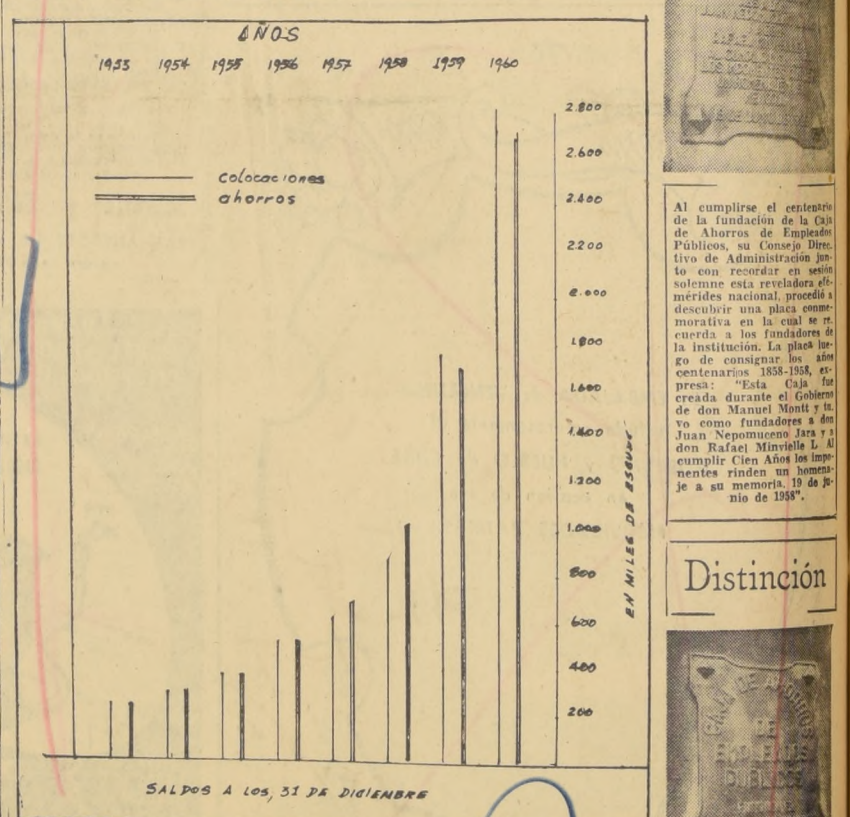 AÑOS
1953 1954 1955 1956 1957 1958 1959 1960
colocaciones
ahorros
2.800
2.600
2.400
2.200
2.000
1.800
1.600
1.400
1.200
1.000
800
600
400
200
EN MILES DE
SALDOS A LOS, 31 DE DICIEMBRE
Al cumplirse el centenario
de la fundación de la Caja
de Ahorros de Empleados
Públicos, su Consejo Direc-
tivo de Administración jun-
to con recordar en sesión
solemne esta reveladora efe-
mérides nacional, procedió a
descubrir una placa conme-
morativa en la cual se re-
cuerda a los fundadores de
la institución. La placa lue-
go de consignar los años
centenarios 1858-1958, ex-
presa: "Esta Caja fue
creada durante el Gobierno
de don Manuel Montt y tu-
vo como fundadores a don
Juan Nepomuceno Jara y a
don Rafael Minvielle L. Al
cumplir Cien Años los impo-
nentes rinden un homena-
je a su memoria. 19 de ju-
nio de 1958".
Distinción
CAJA DE AHORROS
DE
EMPLEADOS
PUBLICOS